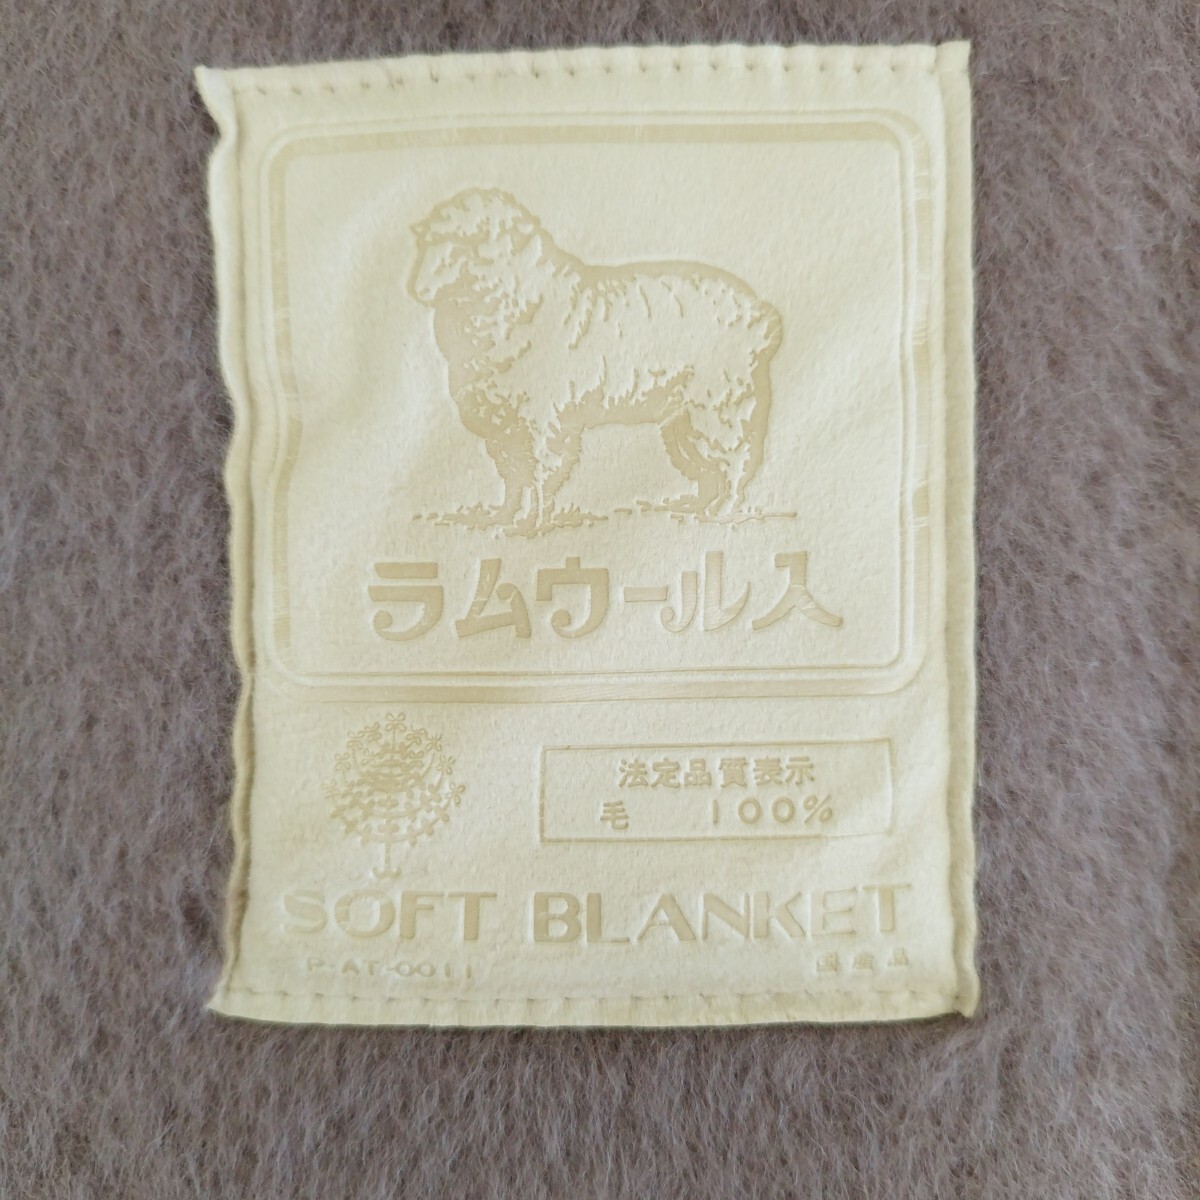 ラムウールス
法定品質表示
毛 100%
SOFT BLANKET
P-AT-0011
国産品